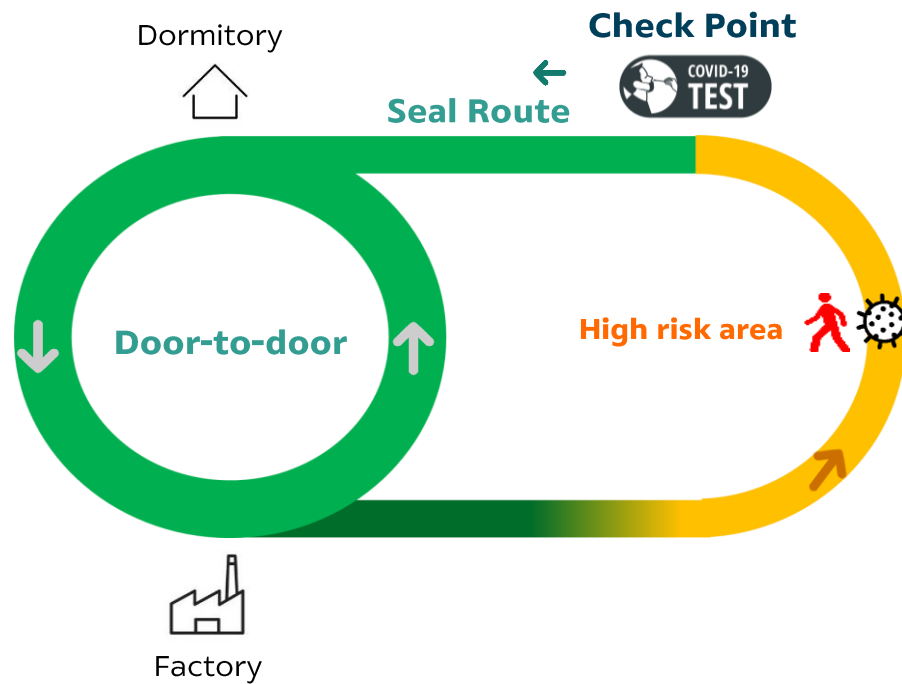 Dormitory
Check Point
COVID-19
TEST
Seal Route
Door-to-door
High risk area
Factory